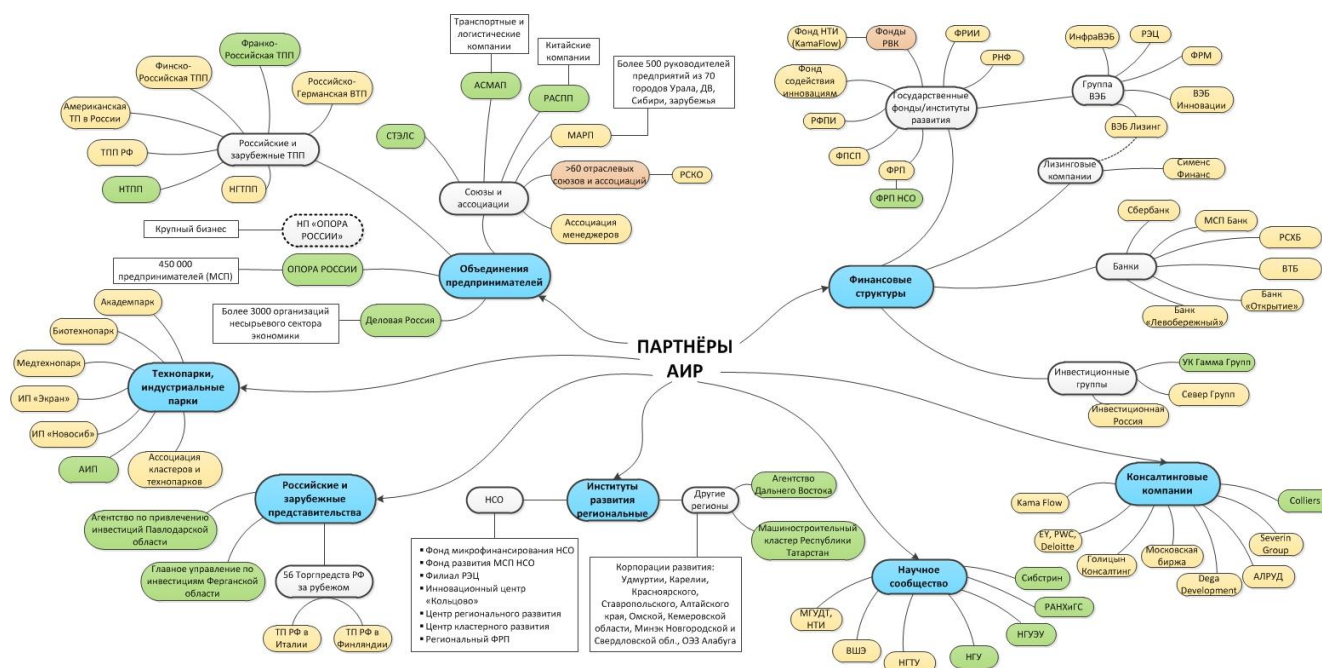 ПАРТНЁРЫ
АИР
Объединения
предпринимателей
Российские и
зарубежные ТПП
Франко-
Российская ТПП
Финско-
Российская ТПП
Российско-
Германская ВТП
Американская
ТП в России
ТПП РФ
НТПП
НГТПП
Союзы и
ассоциации
Транспортные и
логистические
компании
АСМАП
Китайские
компании
РАСПП
Более 500 руководителей
предприятий из 70
городов Урала, ДВ,
Сибири, зарубежья
МАРП
СТЭЛС
>60 отраслевых
союзов и ассоциаций
РСКО
Ассоциация
менеджеров
Крупный бизнес
НП «ОПОРА
РОССИИ»
450 000
предпринимателей (МСП)
ОПОРА РОССИИ
Более 3000 организаций
несырьевого сектора
экономики
Деловая Россия
Финансовые
структуры
Государственные
фонды/институты
развития
Фонд НТИ
(KamaFlow)
Фонды
РВК
ФРИИ
РНФ
Фонд
содействия
инновациям
РФПИ
ФПСП
ФРП
ФРП НСО
Группа
ВЭБ
ИнфраВЭБ
РЭЦ
ФРМ
ВЭБ
Инновации
ВЭБ Лизинг
Лизинговые
компании
Сименс
Финанс
Банки
Сбербанк
МСП Банк
РСХБ
ВТБ
Банк
«Открытие»
Банк
«Левобережный»
Инвестиционные
группы
УК Гамма Групп
Север Групп
Инвестиционная
Россия
Технопарки,
индустриальные
парки
Академпарк
Биотехнопарк
Медтехнопарк
ИП «Экран»
ИП «Новосиб»
АИП
Ассоциация
кластеров и
технопарков
Российские и
зарубежные
представительства
Агентство по привлечению
инвестиций Павлодарской
области
Главное управление по
инвестициям Ферганской
области
56 Торгпредств РФ
за рубежом
ТП РФ в
Италии
ТП РФ в
Финляндии
Институты
развития
региональные
НСО
▪ Фонд микрофинансирования НСО
▪ Фонд развития МСП НСО
▪ Филиал РЭЦ
▪ Инновационный центр
«Кольцово»
▪ Центр регионального развития
▪ Центр кластерного развития
▪ Региональный ФРП
Другие
регионы
Агентство
Дальнего Востока
Машиностроительный
кластер Республики
Татарстан
Корпорации развития:
Удмуртии, Карелии,
Красноярского,
Ставропольского, Алтайского
края, Омской, Кемеровской
области, Минэк Новгородской и
Свердловской обл., ОЭЗ Алабуга
Научное
сообщество
МГУДТ,
НТИ
ВШЭ
НГТУ
НГУ
НГУЭУ
РАНХиГС
Сибстрин
Консалтинговые
компании
Kama Flow
EY, PWC,
Deloitte
Голицын
Консалтинг
Московская
биржа
Dega
Development
АЛРУД
Severin
Group
Colliers